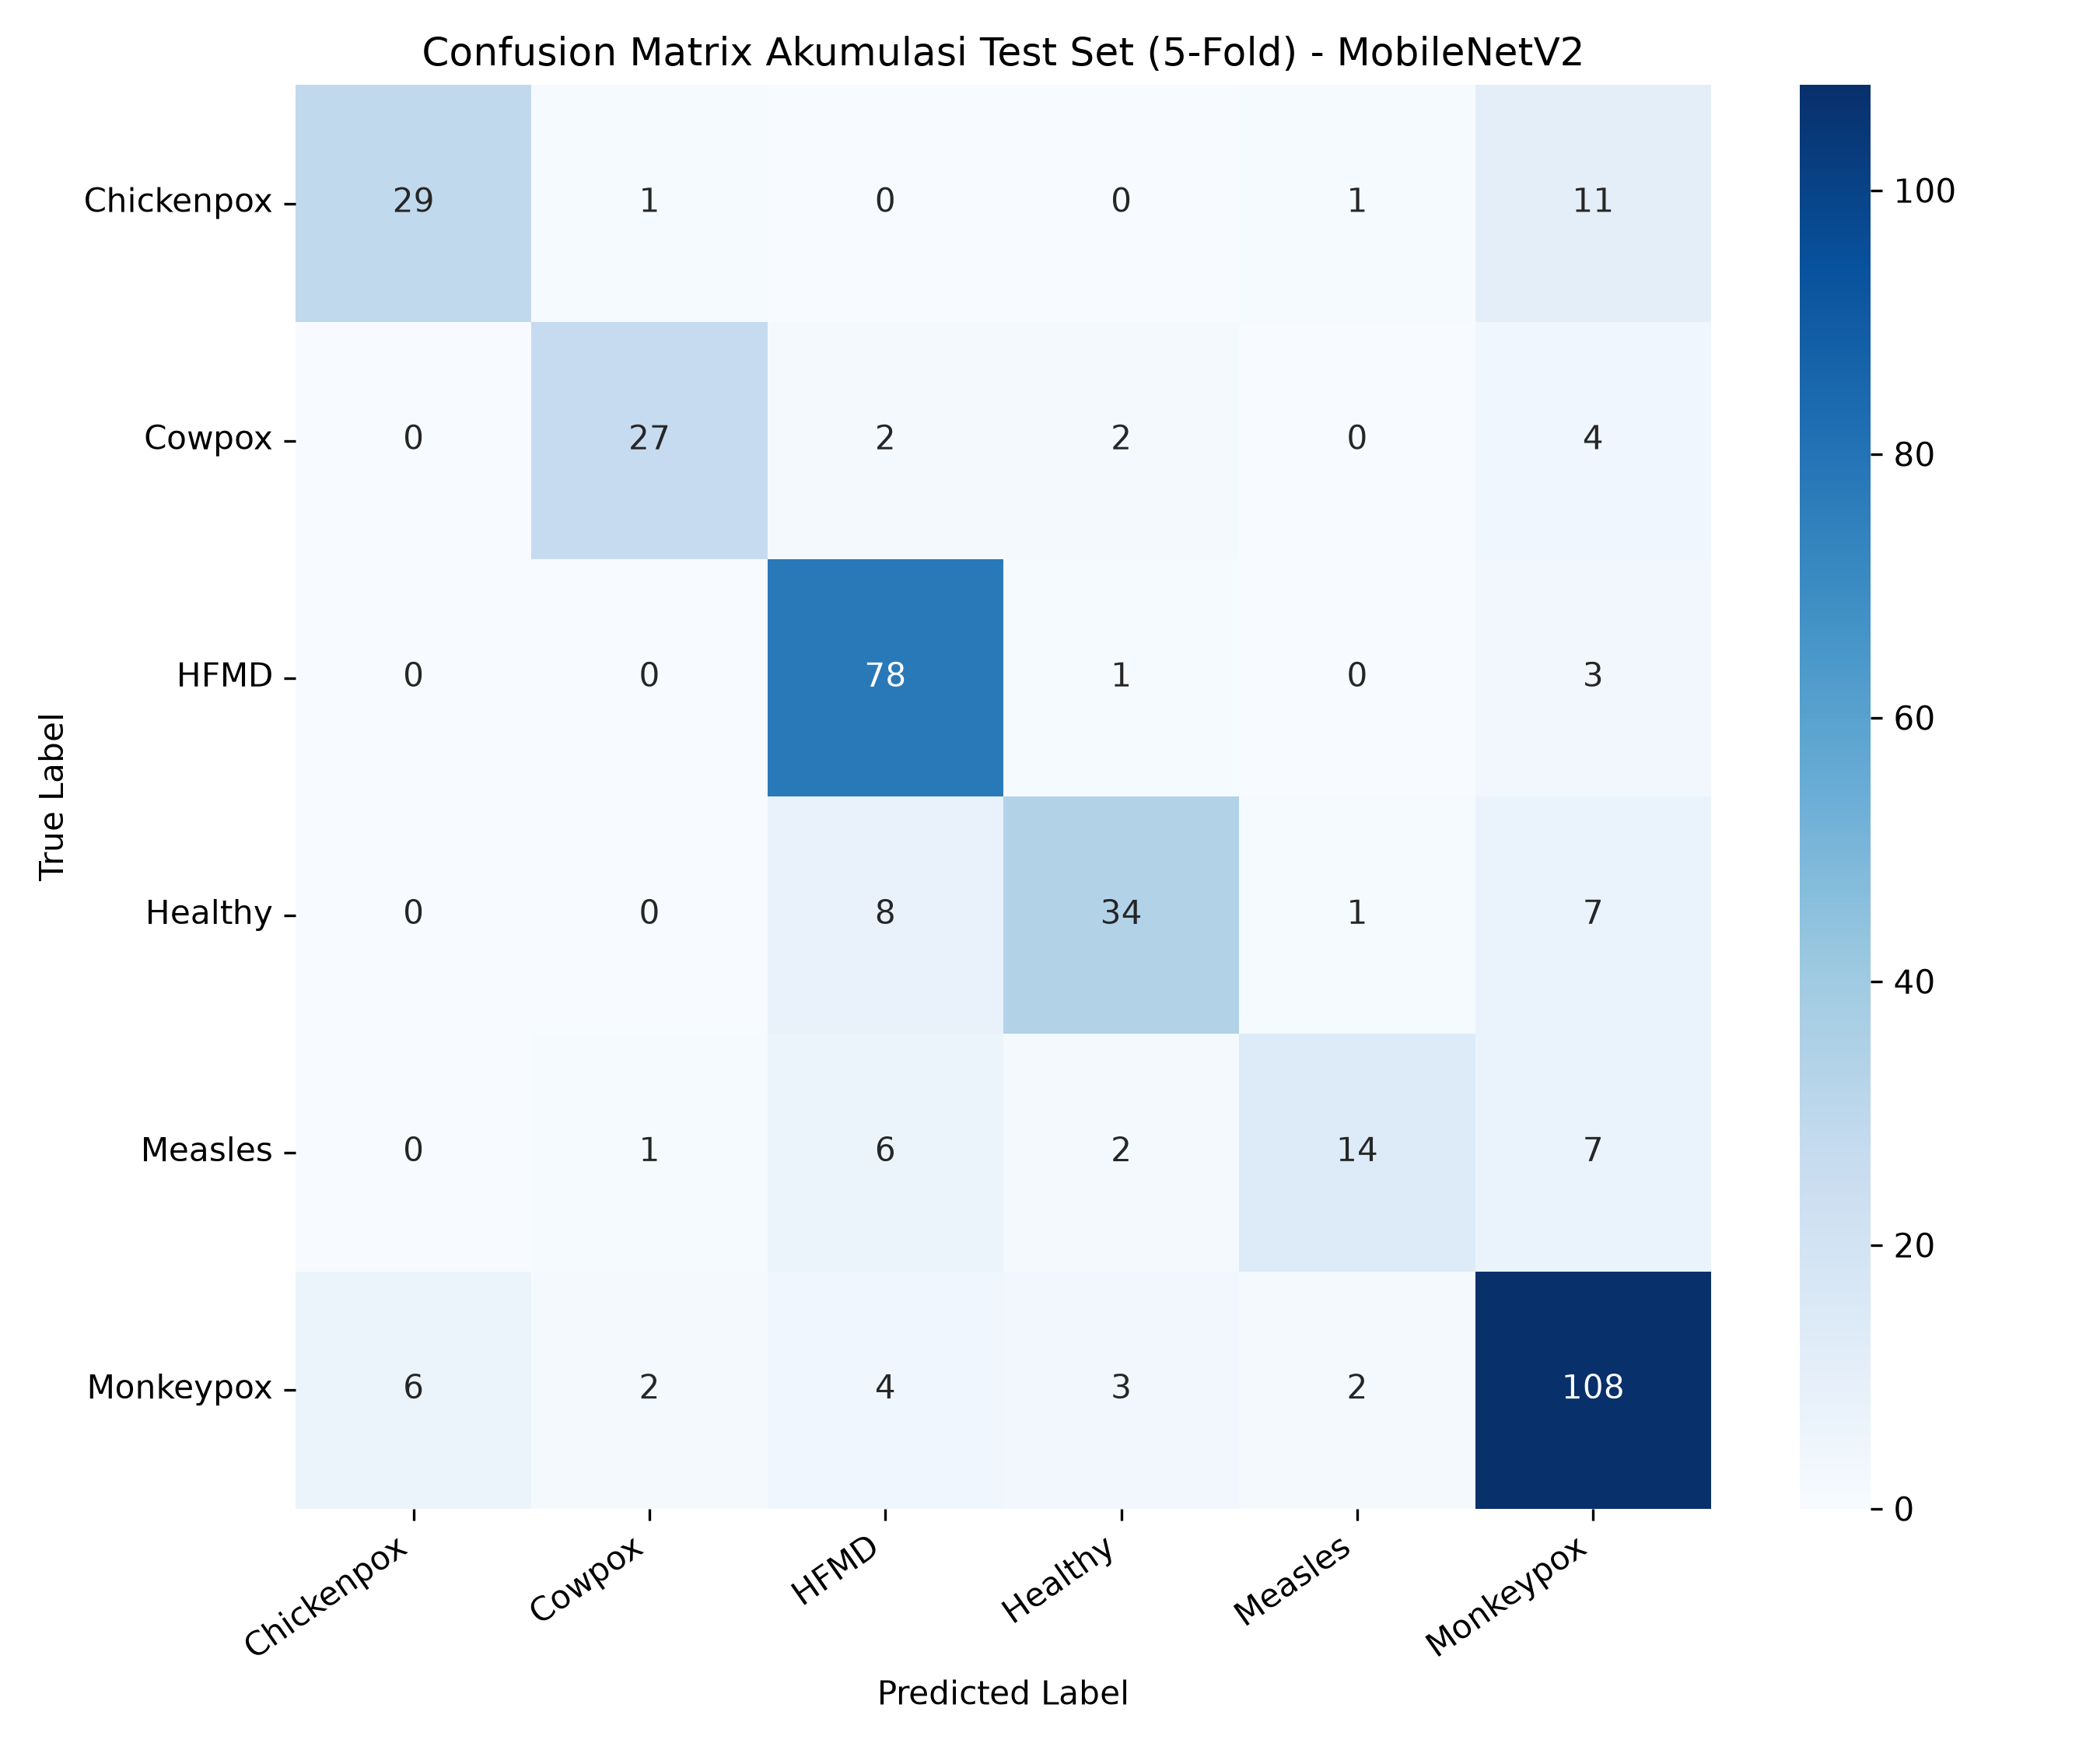 Confusion Matrix Akumulasi Test Set (5-Fold) - MobileNetV2
True Label
Chickenpox 29 1 0 0 1 11
Cowpox 0 27 2 2 0 4
HFMD 0 0 78 1 0 3
Healthy 0 0 8 34 1 7
Measles 0 1 6 2 14 7
Monkeypox 6 2 4 3 2 108
Chickenpox Cowpox HFMD Healthy Measles Monkeypox
Predicted Label
100
80
60
40
20
0